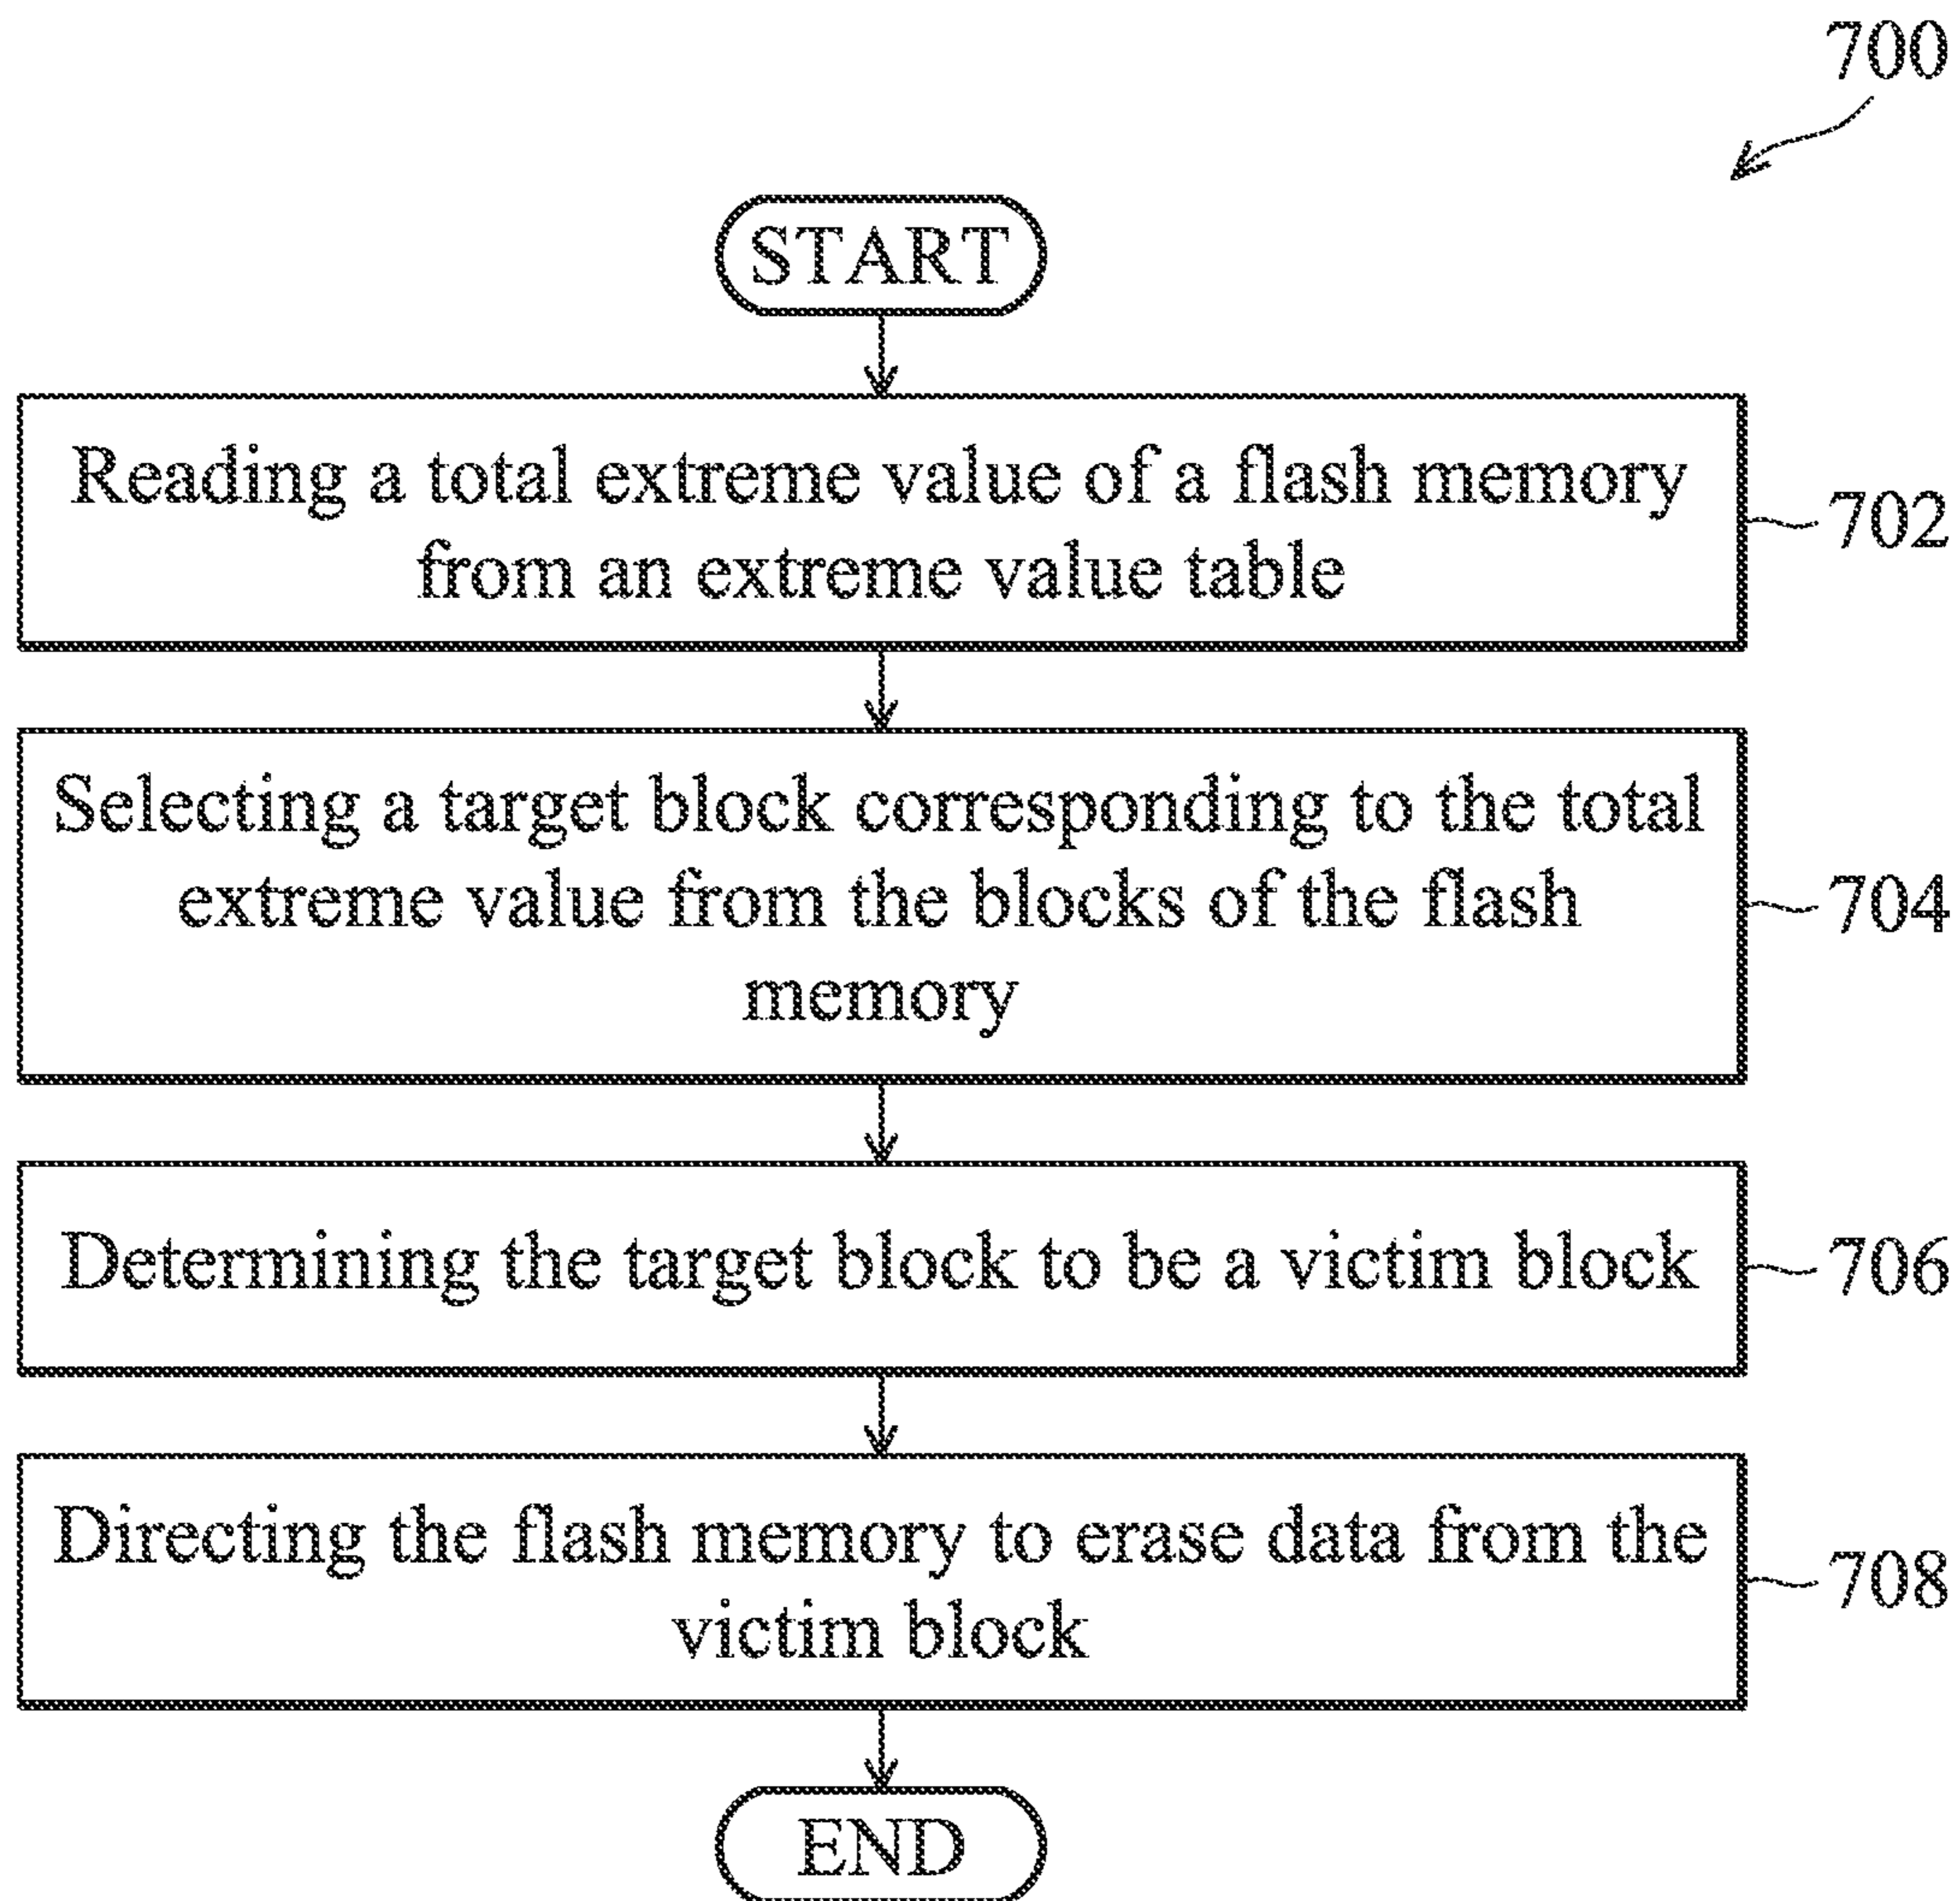 700
START
Reading a total extreme value of a flash memory
from an extreme value table
702
Selecting a target block corresponding to the total
extreme value from the blocks of the flash
memory
704
Determining the target block to be a victim block
706
Directing the flash memory to erase data from the
victim block
708
END